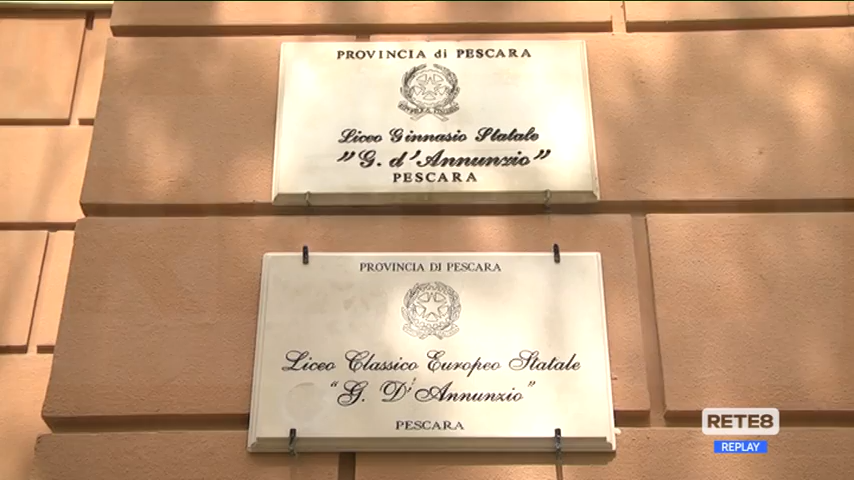 PROVINCIA di PESCARA
Liceo Ginnasio Statale
"G. d'Annunzio"
PESCARA
PROVINCIA DI PESCARA
Liceo Classico Europeo Statale
"G. D'Annunzio"
PESCARA
RETE8
REPLAY